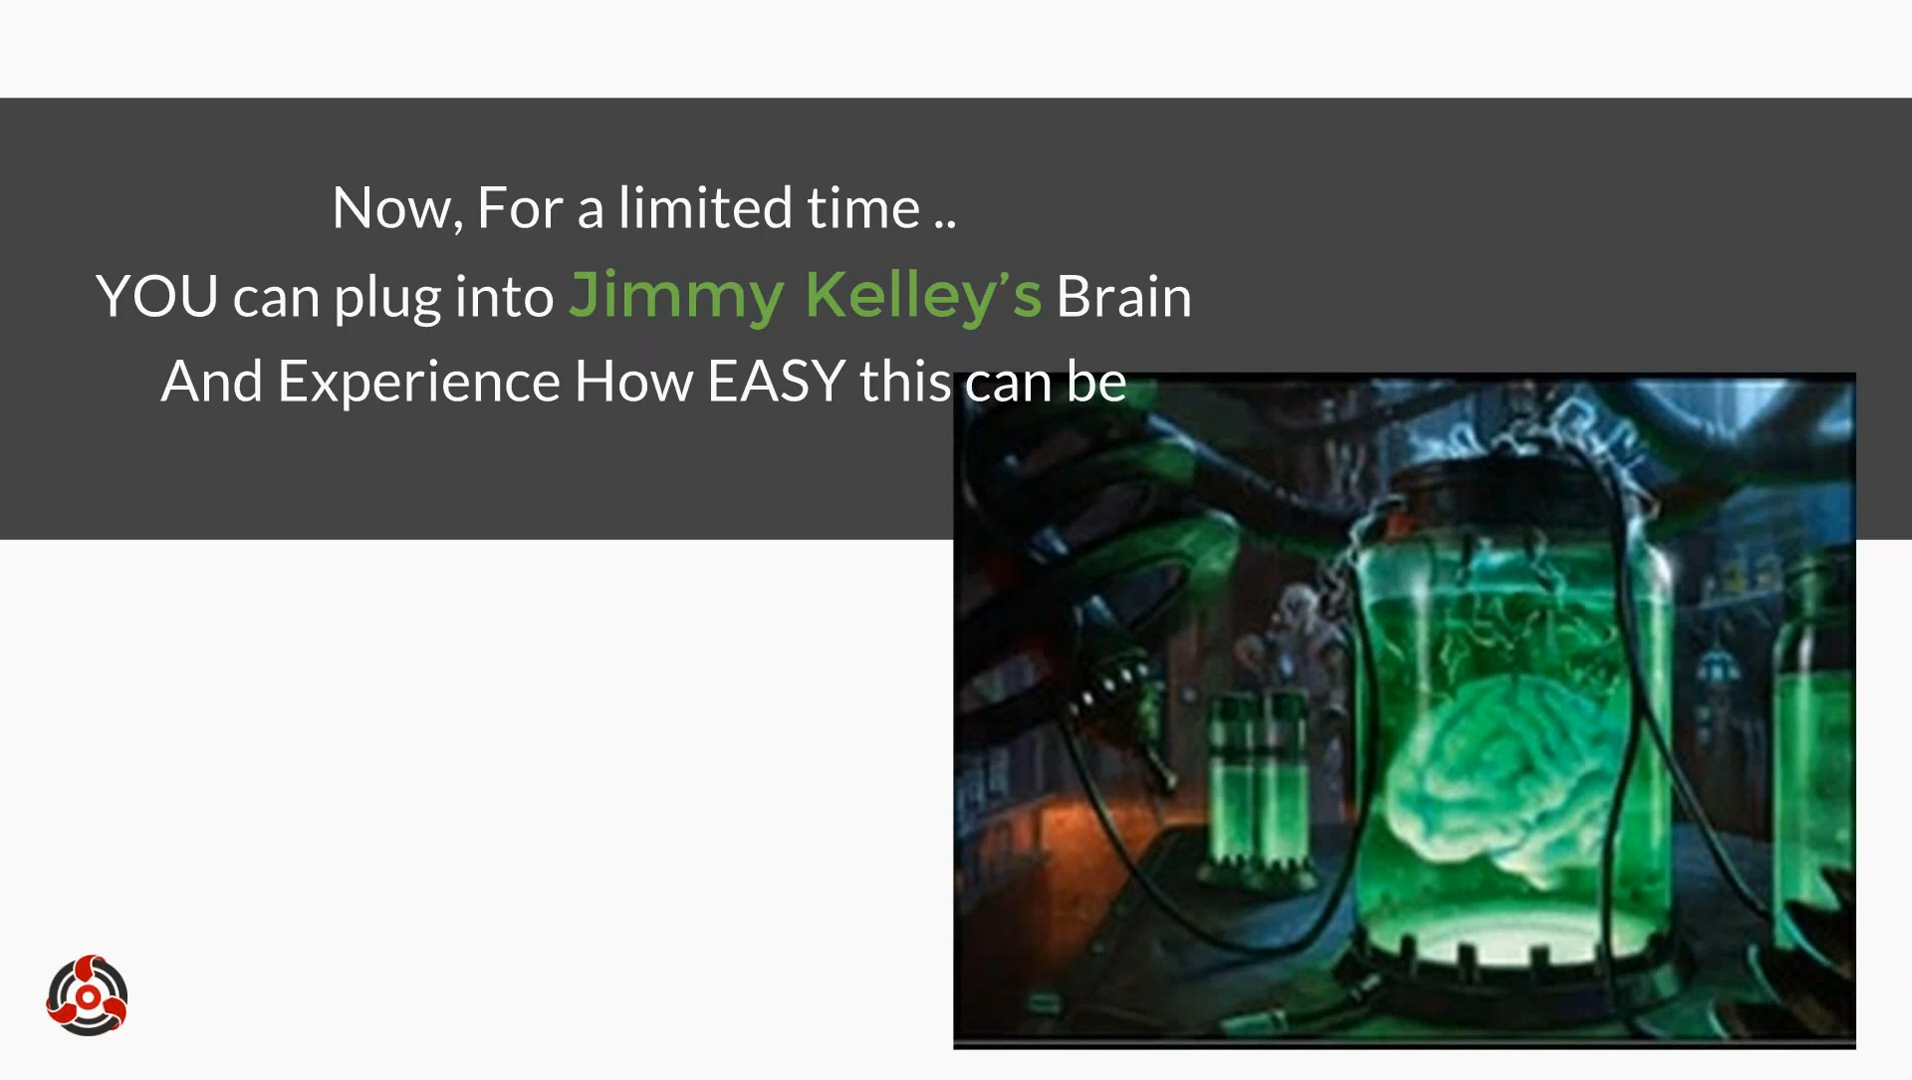 Now, For a limited time ..
YOU can plug into Jimmy Kelley’s Brain
And Experience How EASY this can be